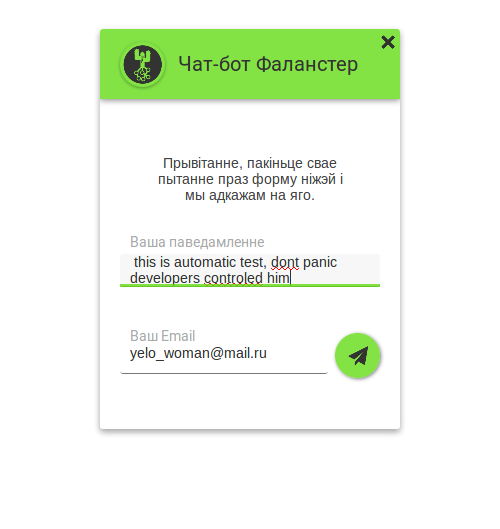 Чат-бот Фаланстер
Прывітанне, пакіньце свае
пытанне праз форму ніжэй і
мы адкажам на яго.
Ваша паведамленне
this is automatic test, dont panic
developers controled him
Ваш Email
yelo_woman@mail.ru